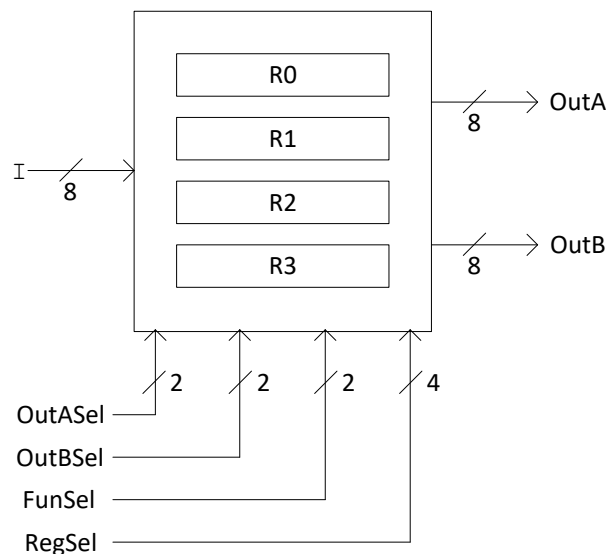 R0
OutA
8
R1
I
8
R2
OutB
8
R3
2
2
2
4
OutASel
OutBSel
FunSel
RegSel